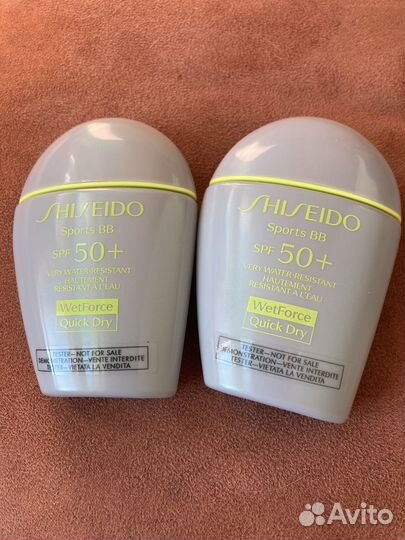 SHISEIDO
Sports BB
SPF 50+
VERY WATER-RESISTANT
HAUTEMENT
RESISTANT À L'EAU
WetForce
Quick Dry
TESTER—NOT FOR SALE
DÉMONSTRATION—VENTE INTERDITE
TESTER—VIETATA LA VENDITA
SHISEIDO
Sports BB
SPF 50+
VERY WATER-RESISTANT
HAUTEMENT
RESISTANT À L'EAU
WetForce
Quick Dry
TESTER—NOT FOR SALE
DÉMONSTRATION—VENTE INTERDITE
TESTER—VIETATA LA VENDITA
Avito